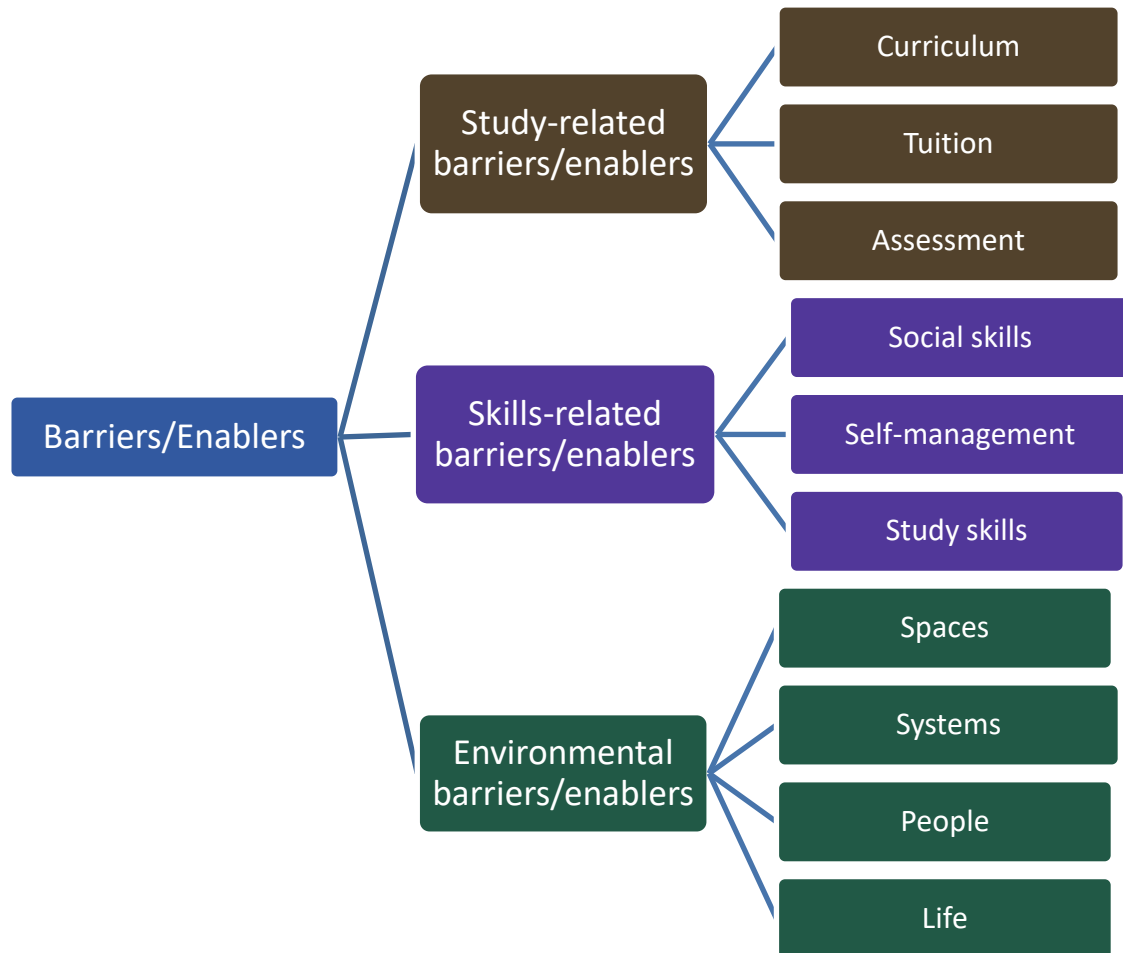 Barriers/Enablers
Study-related
barriers/enablers
Curriculum
Tuition
Assessment
Skills-related
barriers/enablers
Social skills
Self-management
Study skills
Environmental
barriers/enablers
Spaces
Systems
People
Life